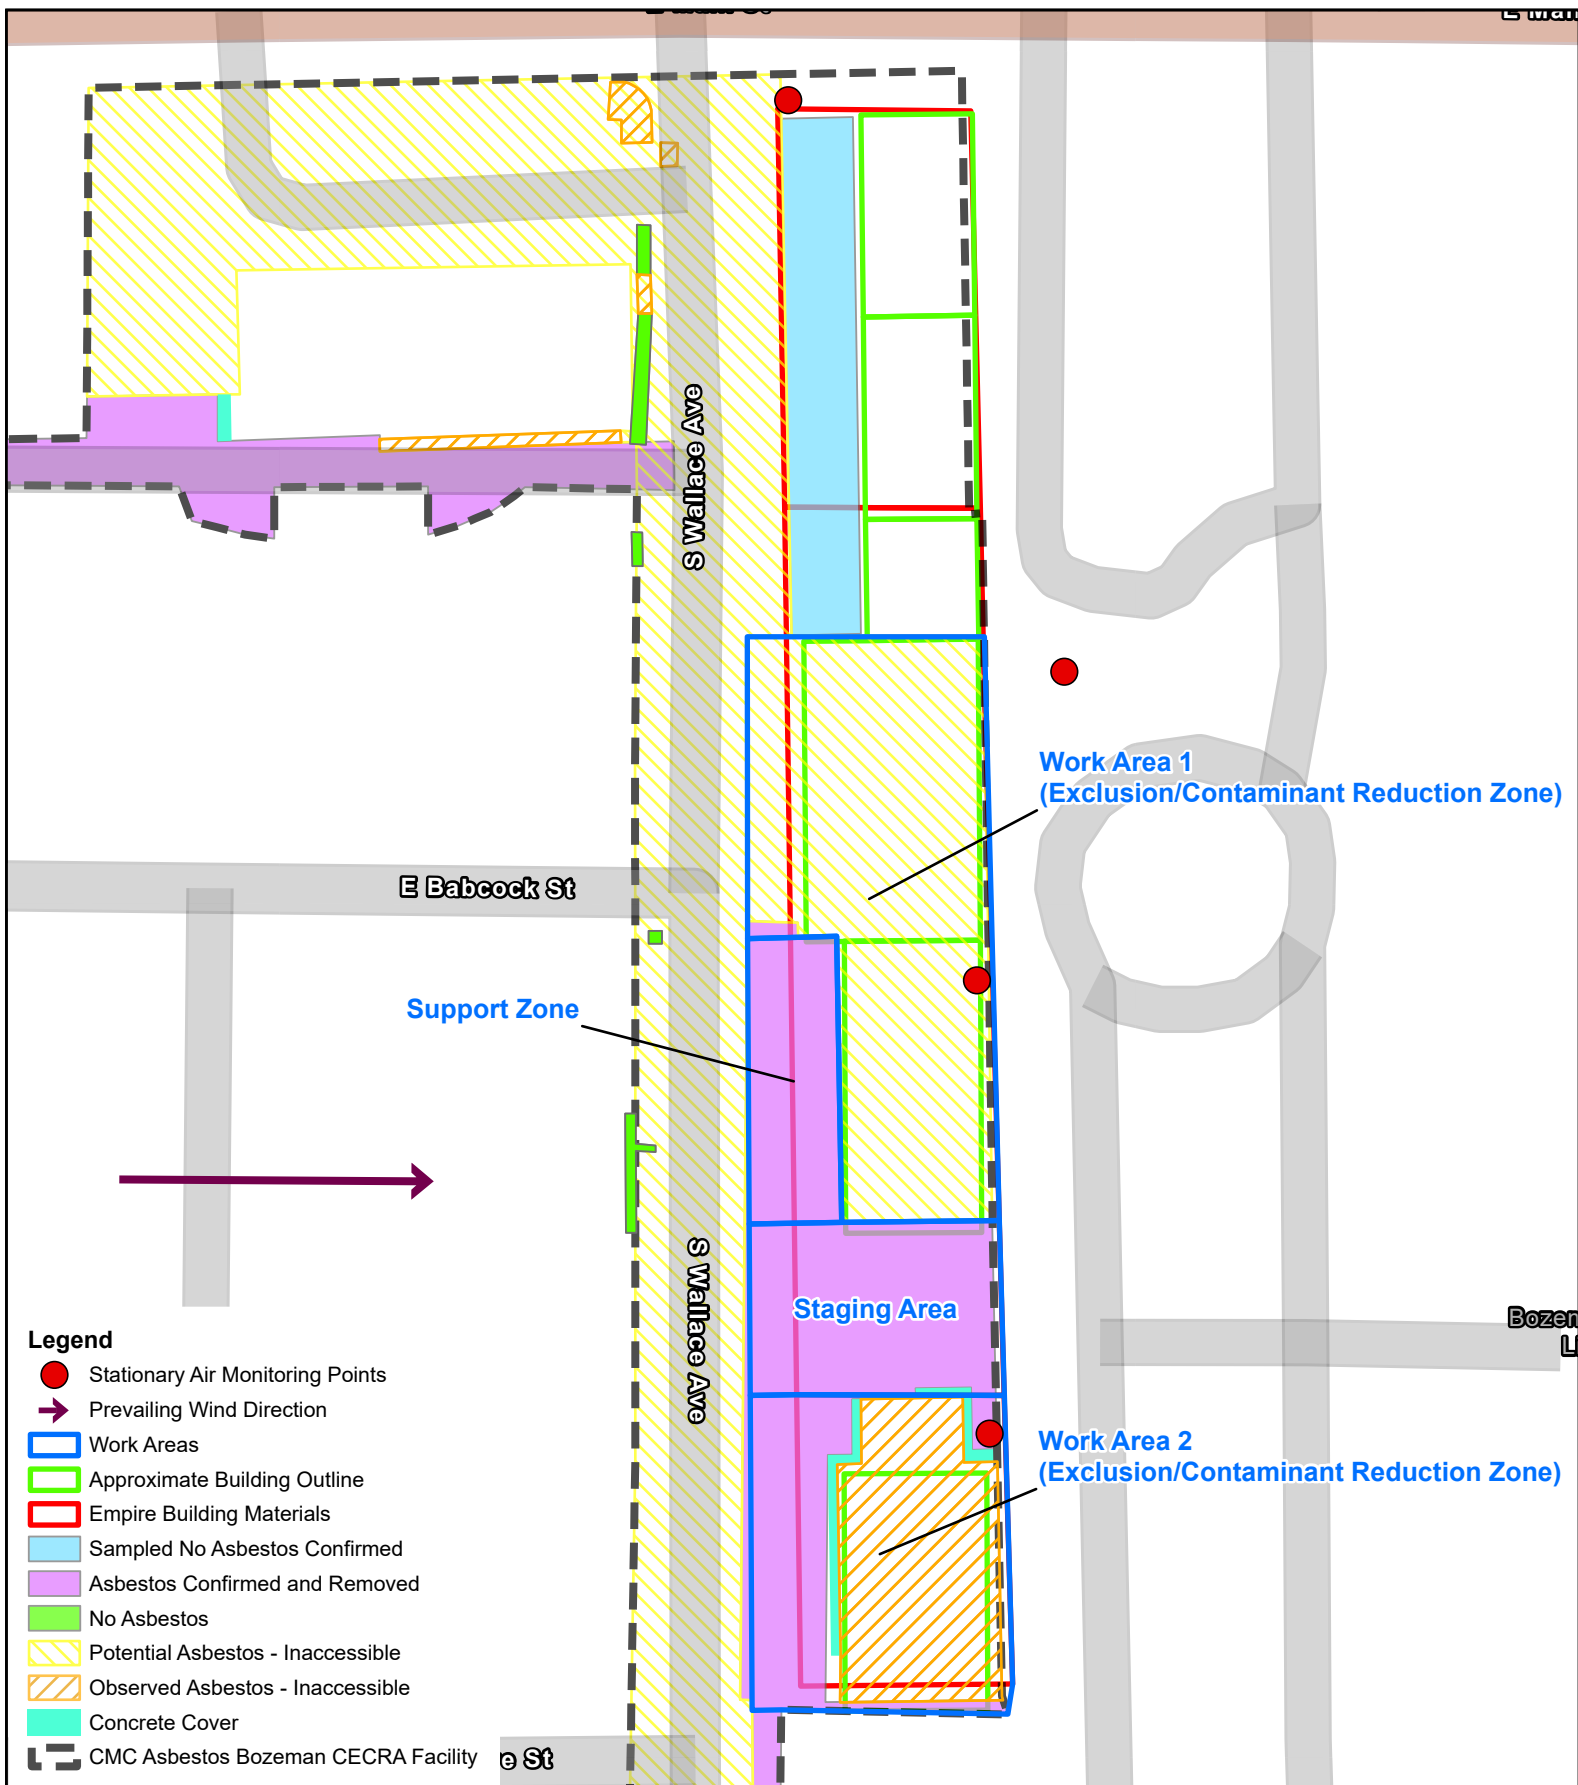 S Wallace Ave
Work Area 1
(Exclusion/Contaminant Reduction Zone)
E Babcock St
Support Zone
S Wallace Ave
Staging Area
Work Area 2
(Exclusion/Contaminant Reduction Zone)
Legend
Stationary Air Monitoring Points
Prevailing Wind Direction
Work Areas
Approximate Building Outline
Empire Building Materials
Sampled No Asbestos Confirmed
Asbestos Confirmed and Removed
No Asbestos
Potential Asbestos - Inaccessible
Observed Asbestos - Inaccessible
Concrete Cover
CMC Asbestos Bozeman CECRA Facility
St